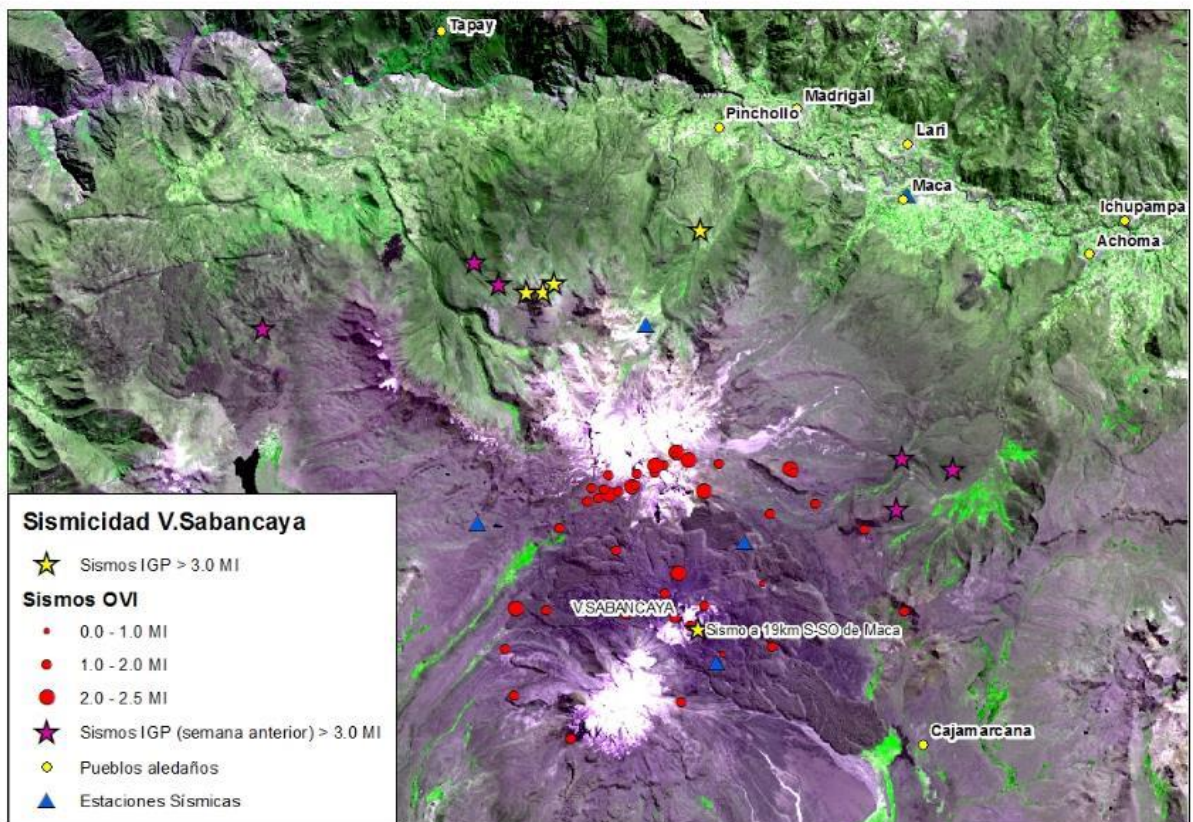 Tapay
Madrigal
Pinchollo
Lari
Maca
Ichupampa
Achoma
V.SABANCAYA
Sismo a 19km S-SO de Maca
Cajamarcana
Sismicidad V.Sabancaya
Sismos IGP > 3.0 Ml
Sismos OVI
0.0 - 1.0 Ml
1.0 - 2.0 Ml
2.0 - 2.5 Ml
Sismos IGP (semana anterior) > 3.0 Ml
Pueblos aledaños
Estaciones Sísmicas